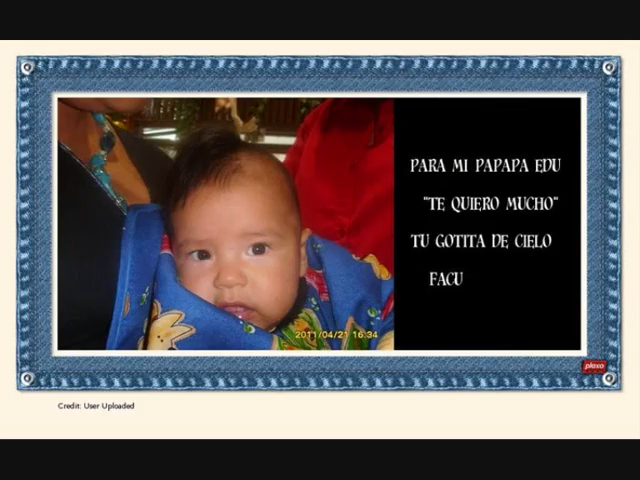 PARA MI PAPAPA EDU
"TE QUIERO MUCHO"
TU GOTITA DE CIELO
FACU
2011/04/21 16:34
plaxo
Credit: User Uploaded